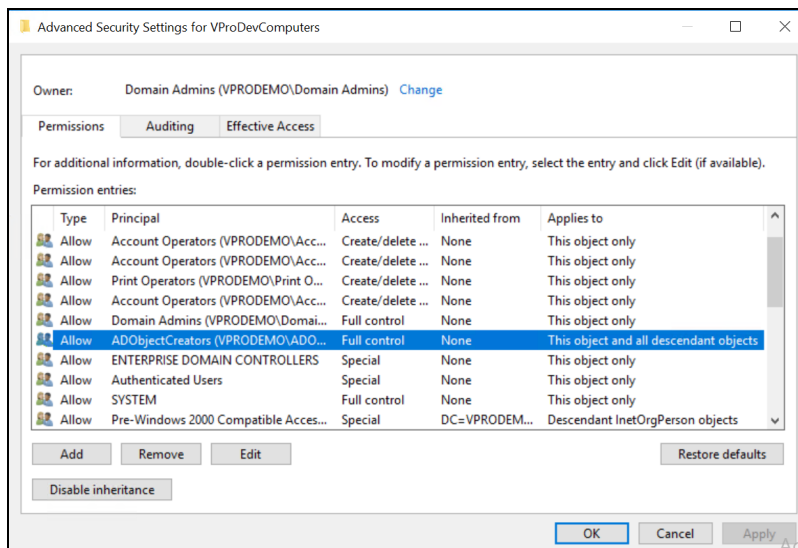 Advanced Security Settings for VProDevComputers
Owner: Domain Admins (VPRODEMO\Domain Admins) Change
Permissions Auditing Effective Access
For additional information, double-click a permission entry. To modify a permission entry, select the entry and click Edit (if available).
Permission entries:
Type Principal Access Inherited from Applies to
Allow Account Operators (VPRODEMO\Acc... Create/delete ... None This object only
Allow Account Operators (VPRODEMO\Acc... Create/delete ... None This object only
Allow Print Operators (VPRODEMO\Print O... Create/delete ... None This object only
Allow Account Operators (VPRODEMO\Acc... Create/delete ... None This object only
Allow Domain Admins (VPRODEMO\Domai... Full control None This object only
Allow ADObjectCreators (VPRODEMO\ADO... Full control None This object and all descendant objects
Allow ENTERPRISE DOMAIN CONTROLLERS Special None This object only
Allow Authenticated Users Special None This object only
Allow SYSTEM Full control None This object only
Allow Pre-Windows 2000 Compatible Acces... Special DC=VPRODEM... Descendant InetOrgPerson objects
Add Remove Edit Restore defaults
Disable inheritance
OK Cancel Apply